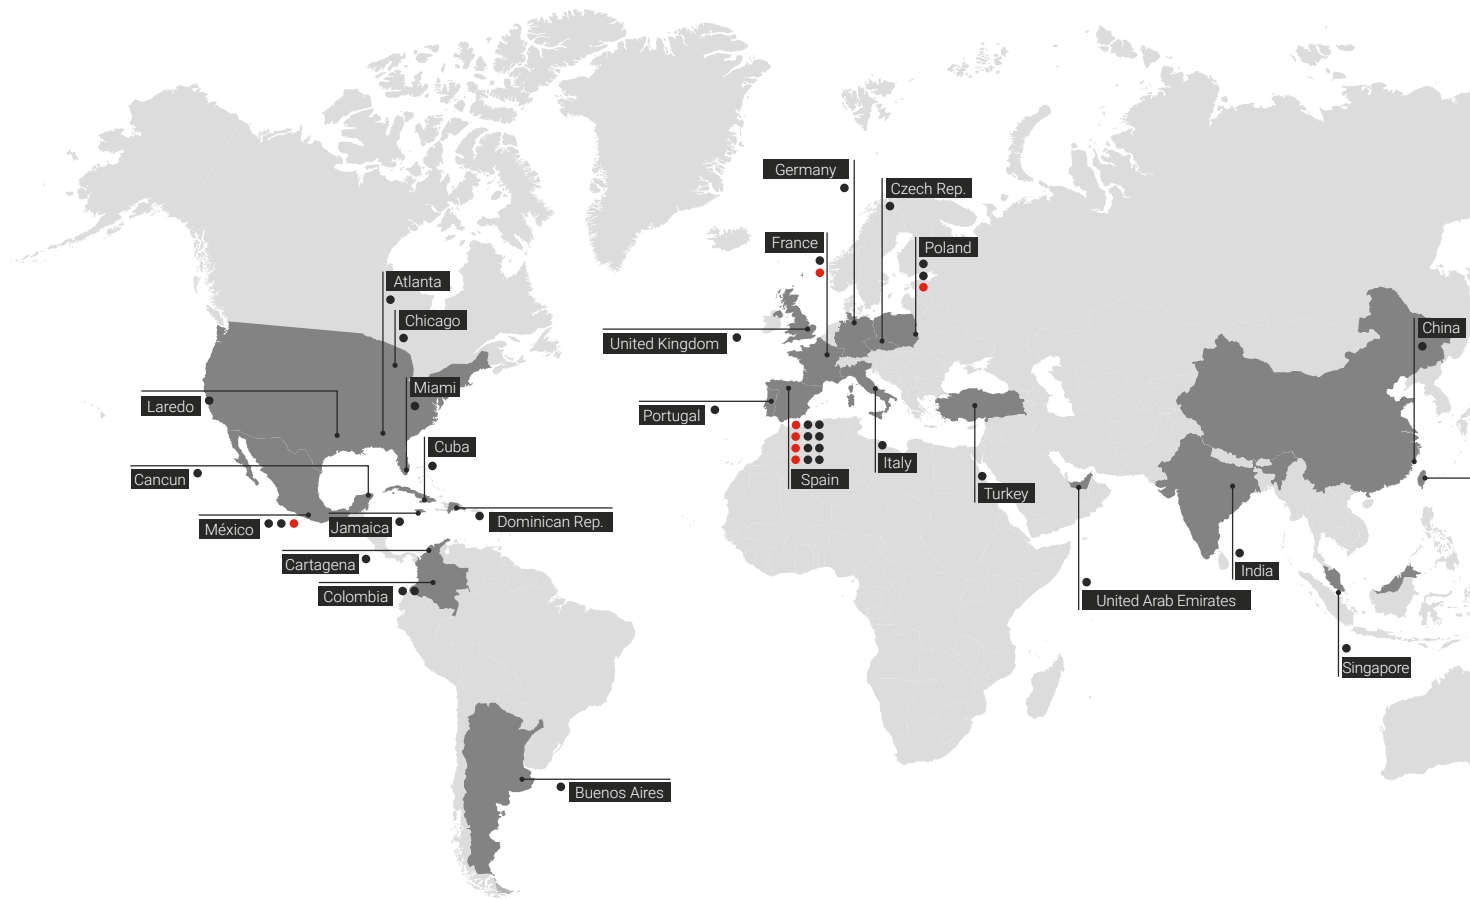 Germany
Czech Rep.
France
Poland
Atlanta
Chicago
China
United Kingdom
Miami
Laredo
Portugal
Cuba
Italy
Cancun
Spain
Turkey
México
Jamaica
Dominican Rep.
Cartagena
India
Colombia
United Arab Emirates
Singapore
Buenos Aires